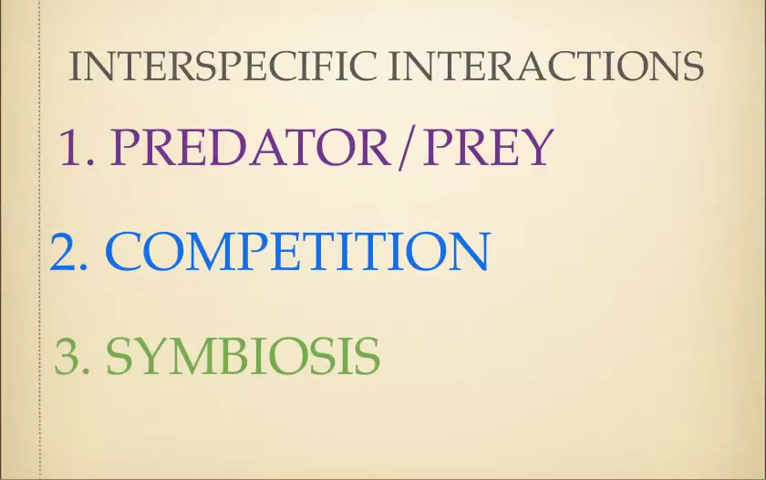 INTERSPECIFIC INTERACTIONS
1. PREDATOR/PREY
2. COMPETITION
3. SYMBIOSIS